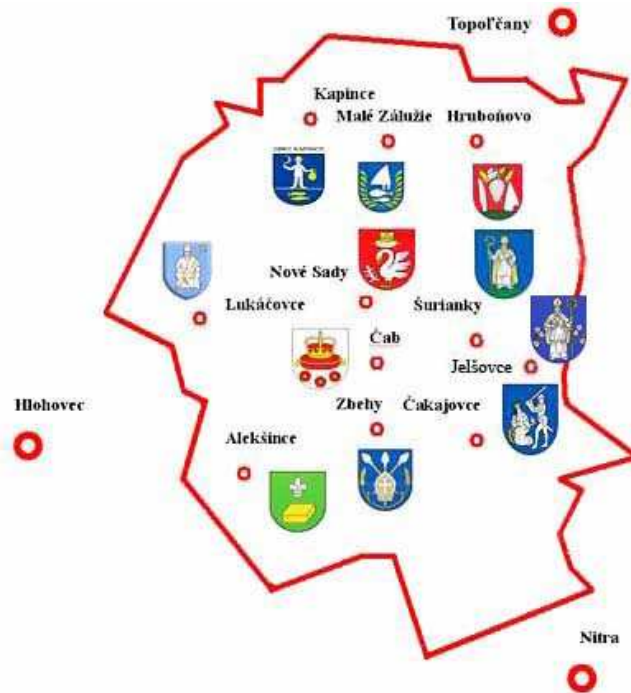 Topoľčany
Kapince
Malé Zálužie
Hruboňovo
Nové Sady
Lukáčovce
Šurianky
Čab
Jelšovce
Hlohovec
Zbehy
Čakajovce
Alekšince
Nitra